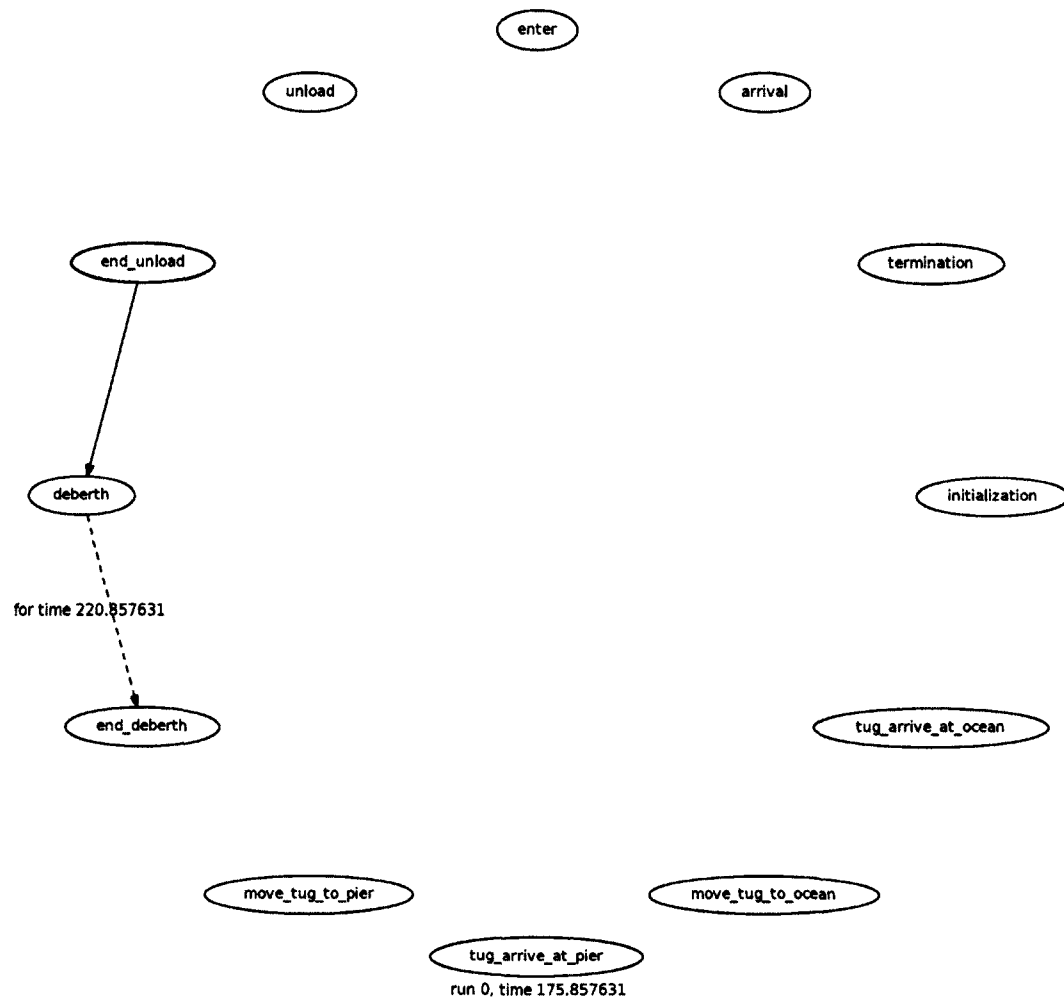 enter
unload
arrival
end_unload
termination
deberth
initialization
for time 220.857631
end_deberth
tug_arrive_at_ocean
move_tug_to_pier
move_tug_to_ocean
tug_arrive_at_pier
run 0, time 175.857631